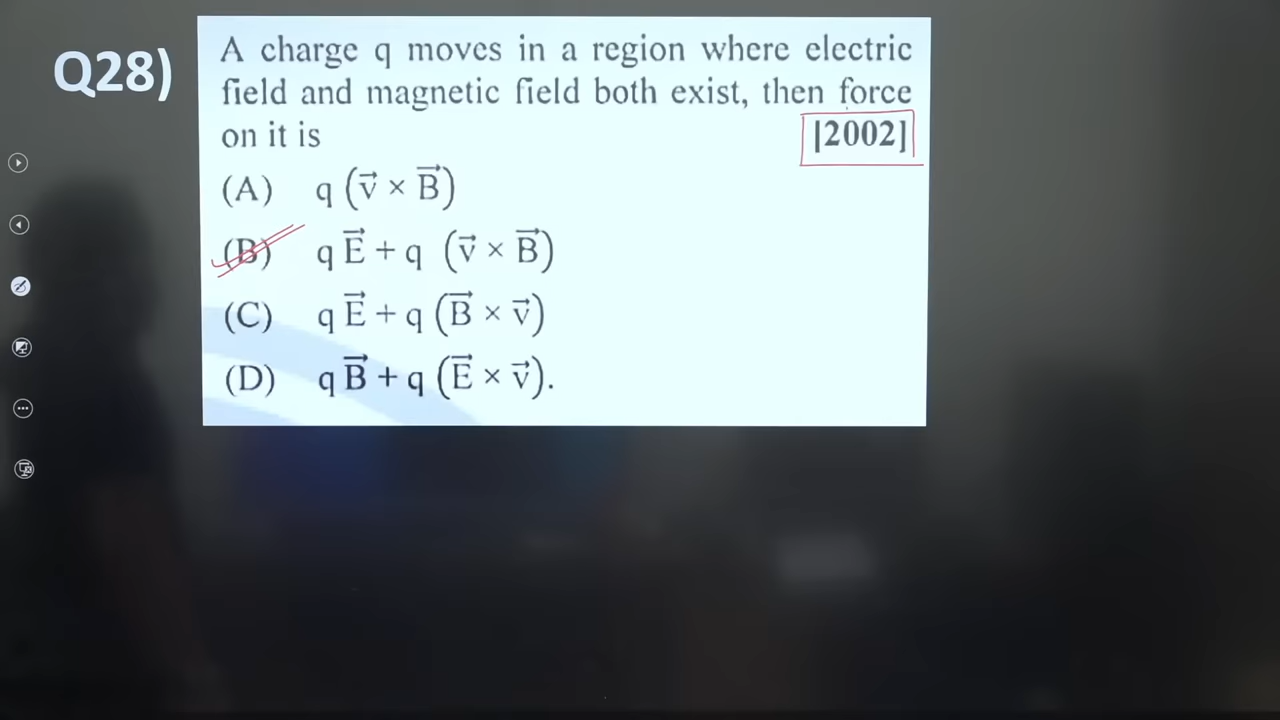 Q28)
A charge q moves in a region where electric
field and magnetic field both exist, then force
on it is [2002]
(A) q (v⃗ × B⃗)
(B) q E⃗ + q (v⃗ × B⃗)
(C) q E⃗ + q (B⃗ × v⃗)
(D) q B⃗ + q (E⃗ × v⃗).